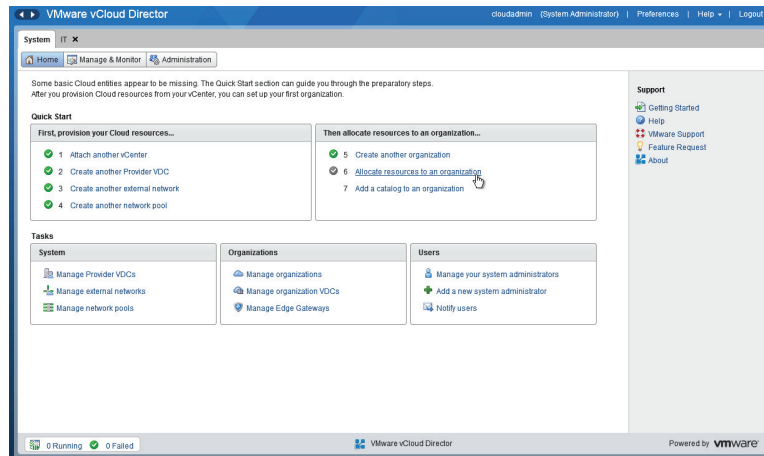 VMware vCloud Director
cloudadmin (System Administrator) | Preferences | Help | Logout
System IT
Home Manage & Monitor Administration
Some basic Cloud entities appear to be missing. The Quick Start section can guide you through the preparatory steps.
After you provision Cloud resources from your vCenter, you can set up your first organization.
Quick Start
First, provision your Cloud resources...
1 Attach another vCenter
2 Create another Provider VDC
3 Create another external network
4 Create another network pool
Then allocate resources to an organization...
5 Create another organization
6 Allocate resources to an organization
7 Add a catalog to an organization
Tasks
System
Manage Provider VDCs
Manage external networks
Manage network pools
Organizations
Manage organizations
Manage organization VDCs
Manage Edge Gateways
Users
Manage your system administrators
Add a new system administrator
Notify users
Support
Getting Started
Help
VMware Support
Feature Request
About
0 Running 0 Failed
VMware vCloud Director
Powered by vmware